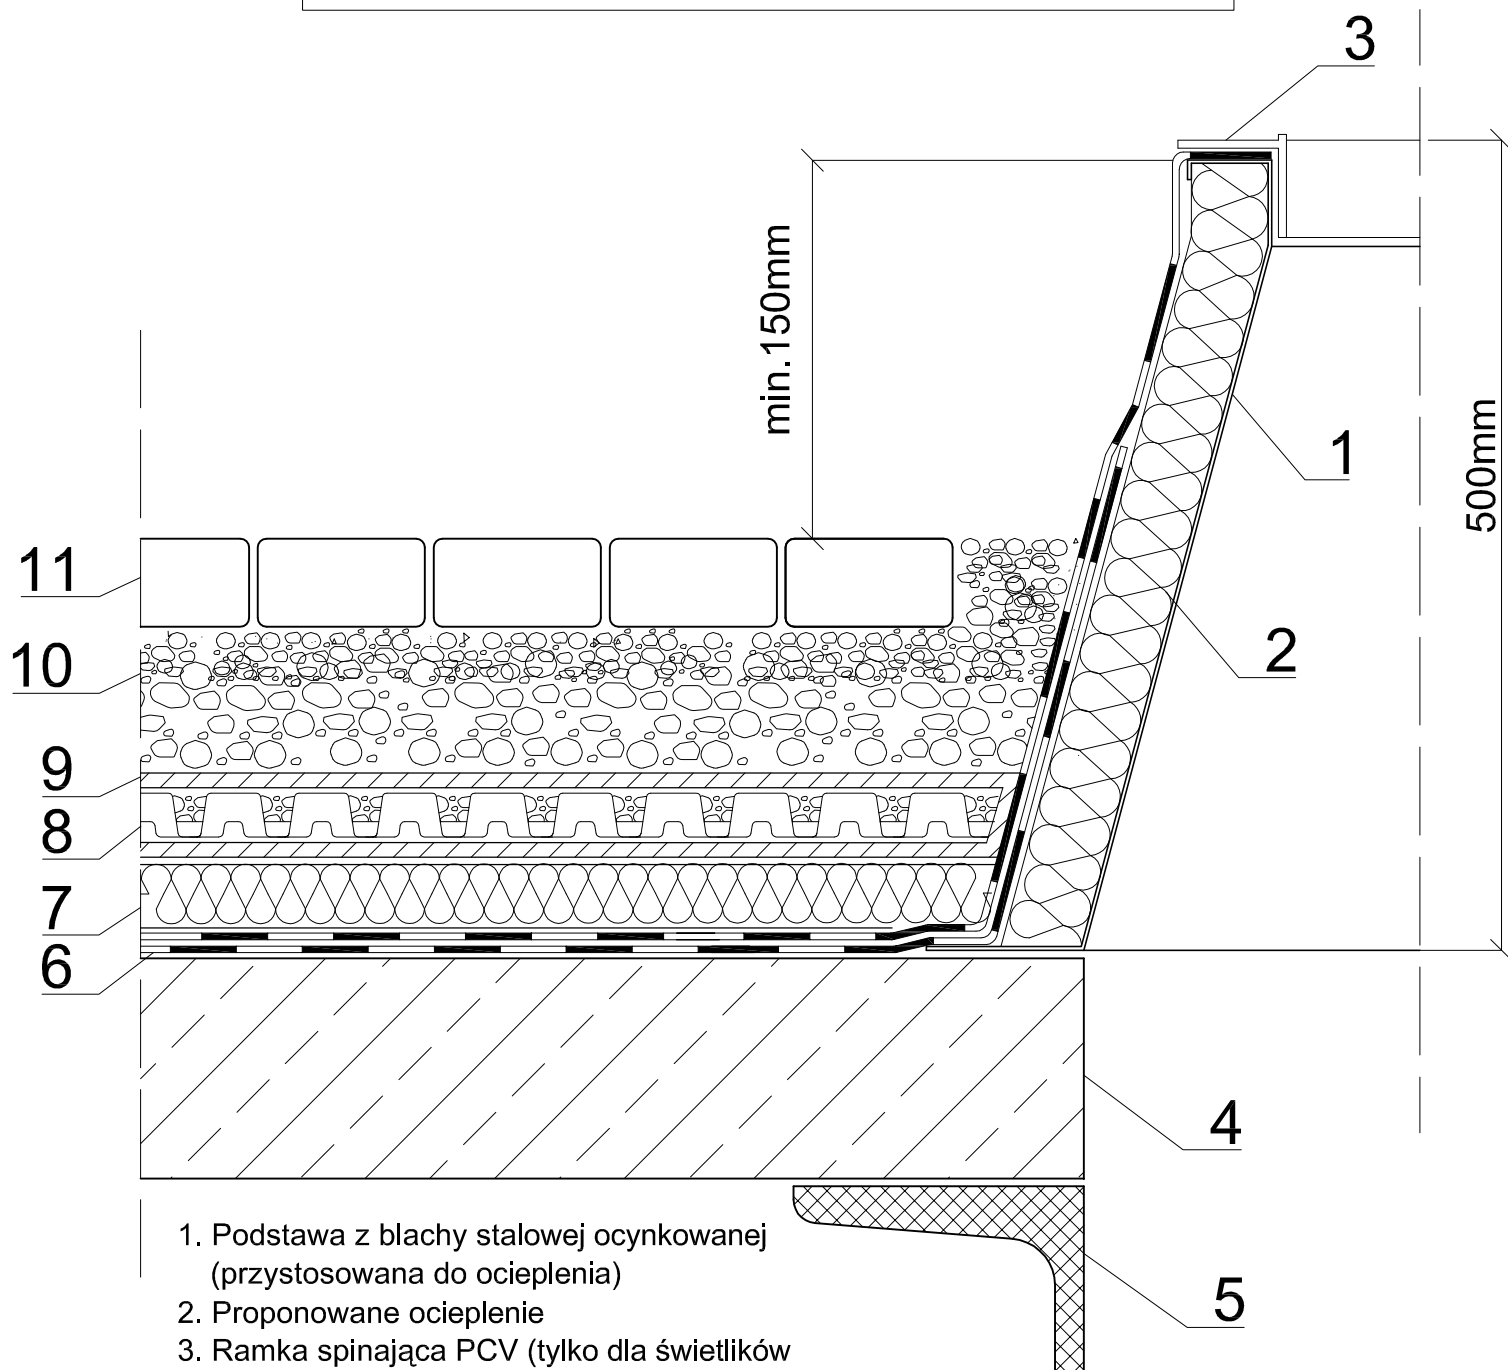 3
min.150mm
1
500mm
11
2
10
9
8
7
6
4
1. Podstawa z blachy stalowej ocynkowanej
(przystosowana do ocieplenia)
2. Proponowane ocieplenie
5
3. Ramka spinająca PCV (tylko dla świetlików